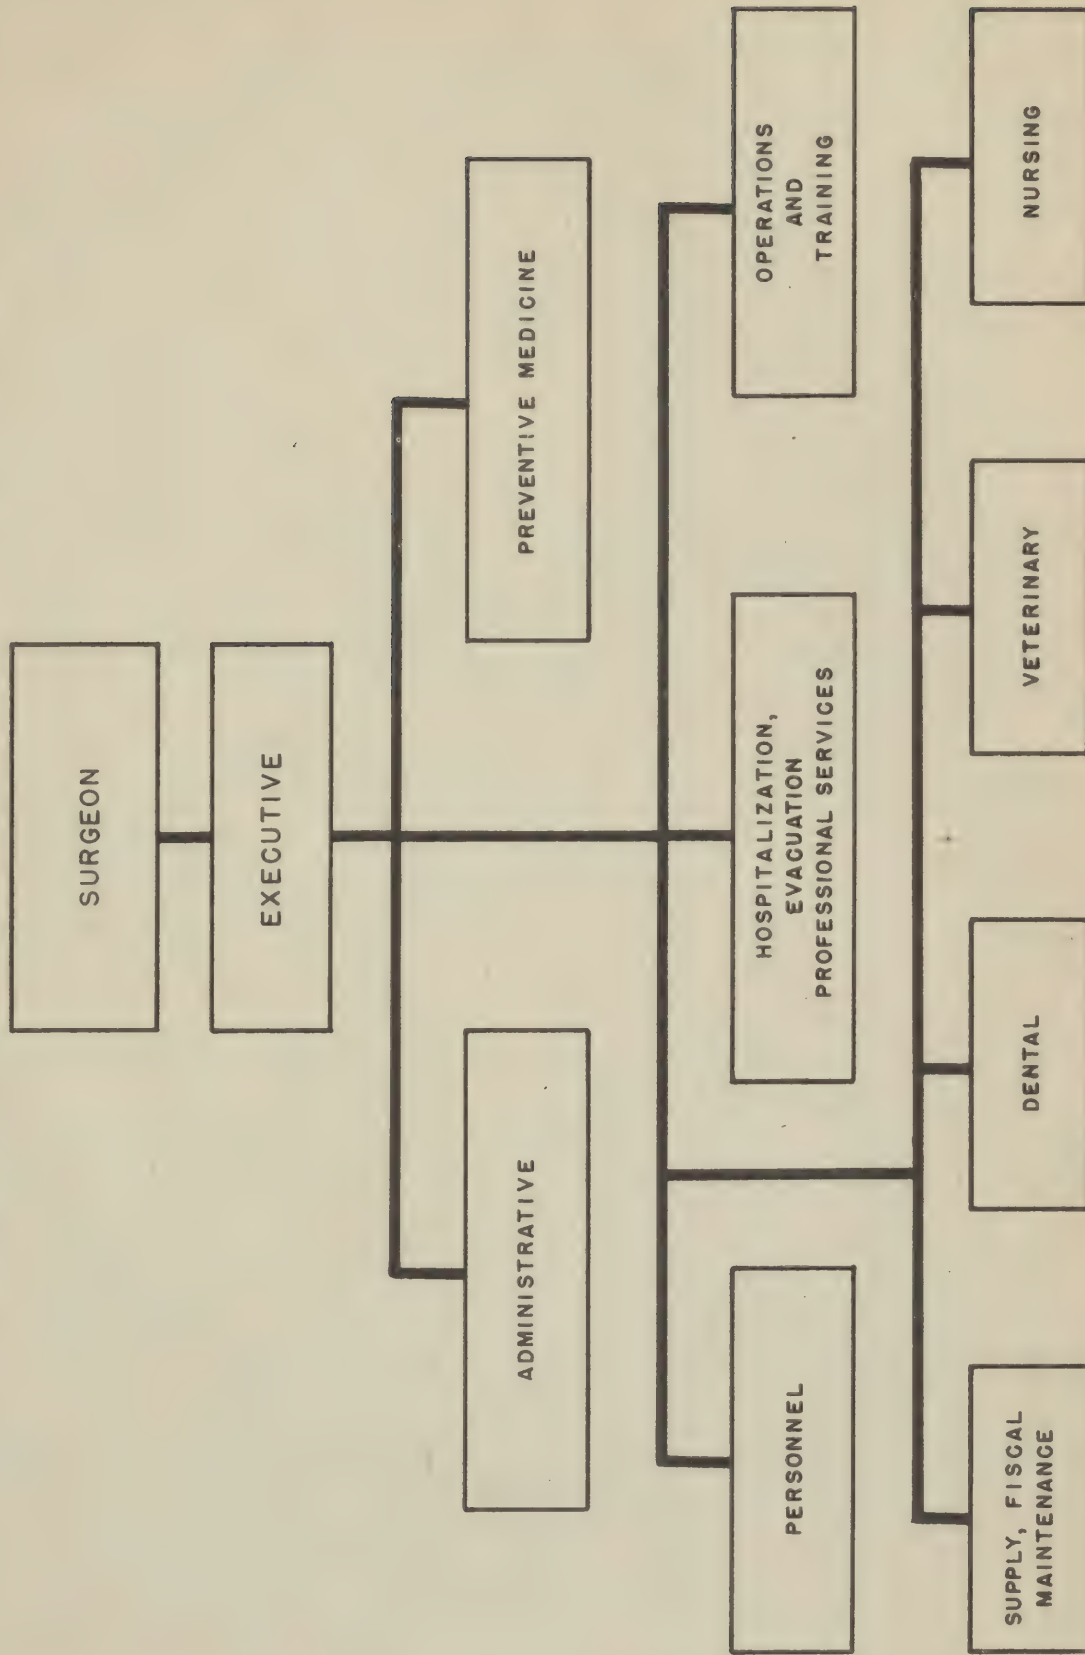 SURGEON
EXECUTIVE
ADMINISTRATIVE
PREVENTIVE MEDICINE
PERSONNEL
HOSPITALIZATION,
EVACUATION
PROFESSIONAL SERVICES
OPERATIONS
AND
TRAINING
SUPPLY, FISCAL
MAINTENANCE
DENTAL
VETERINARY
NURSING